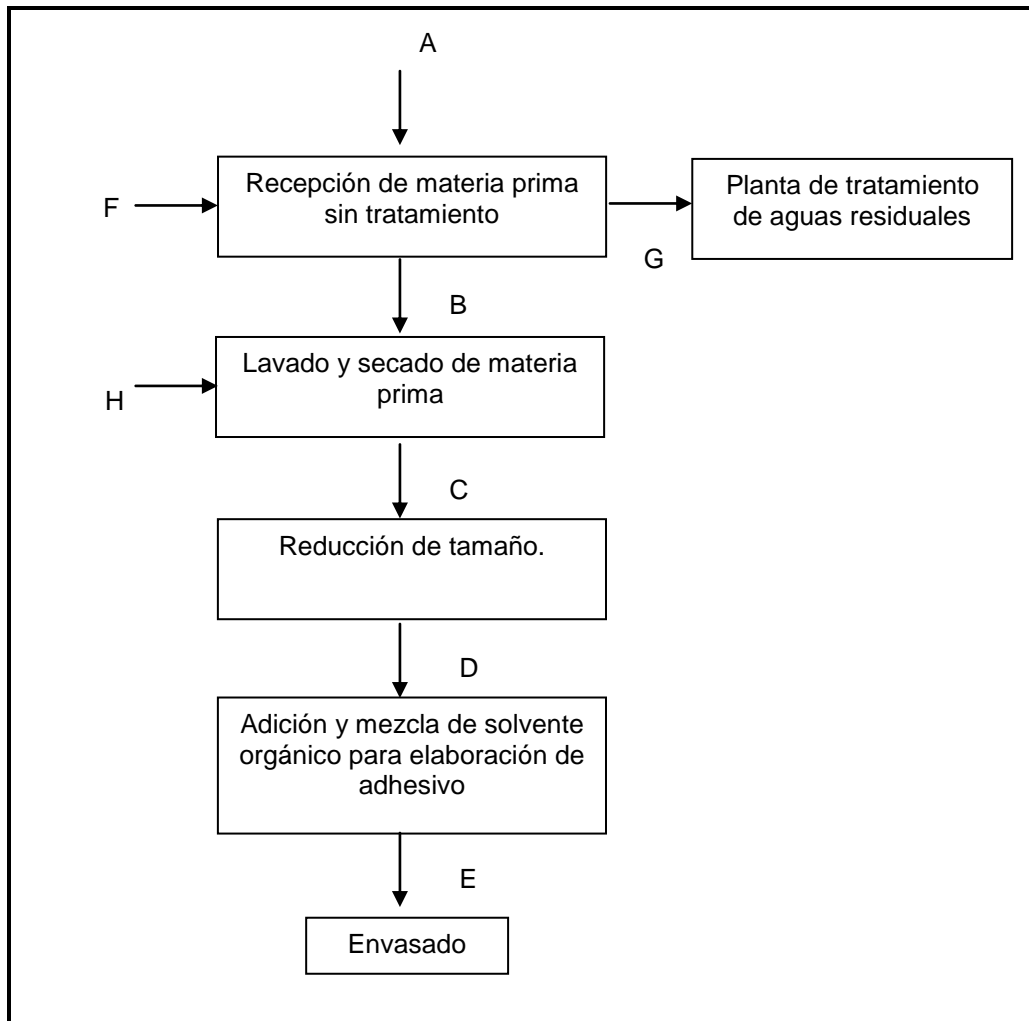 A
Recepción de materia prima
sin tratamiento
Planta de tratamiento
de aguas residuales
F
G
B
Lavado y secado de materia
prima
H
C
Reducción de tamaño.
D
Adición y mezcla de solvente
orgánico para elaboración de
adhesivo
E
Envasado